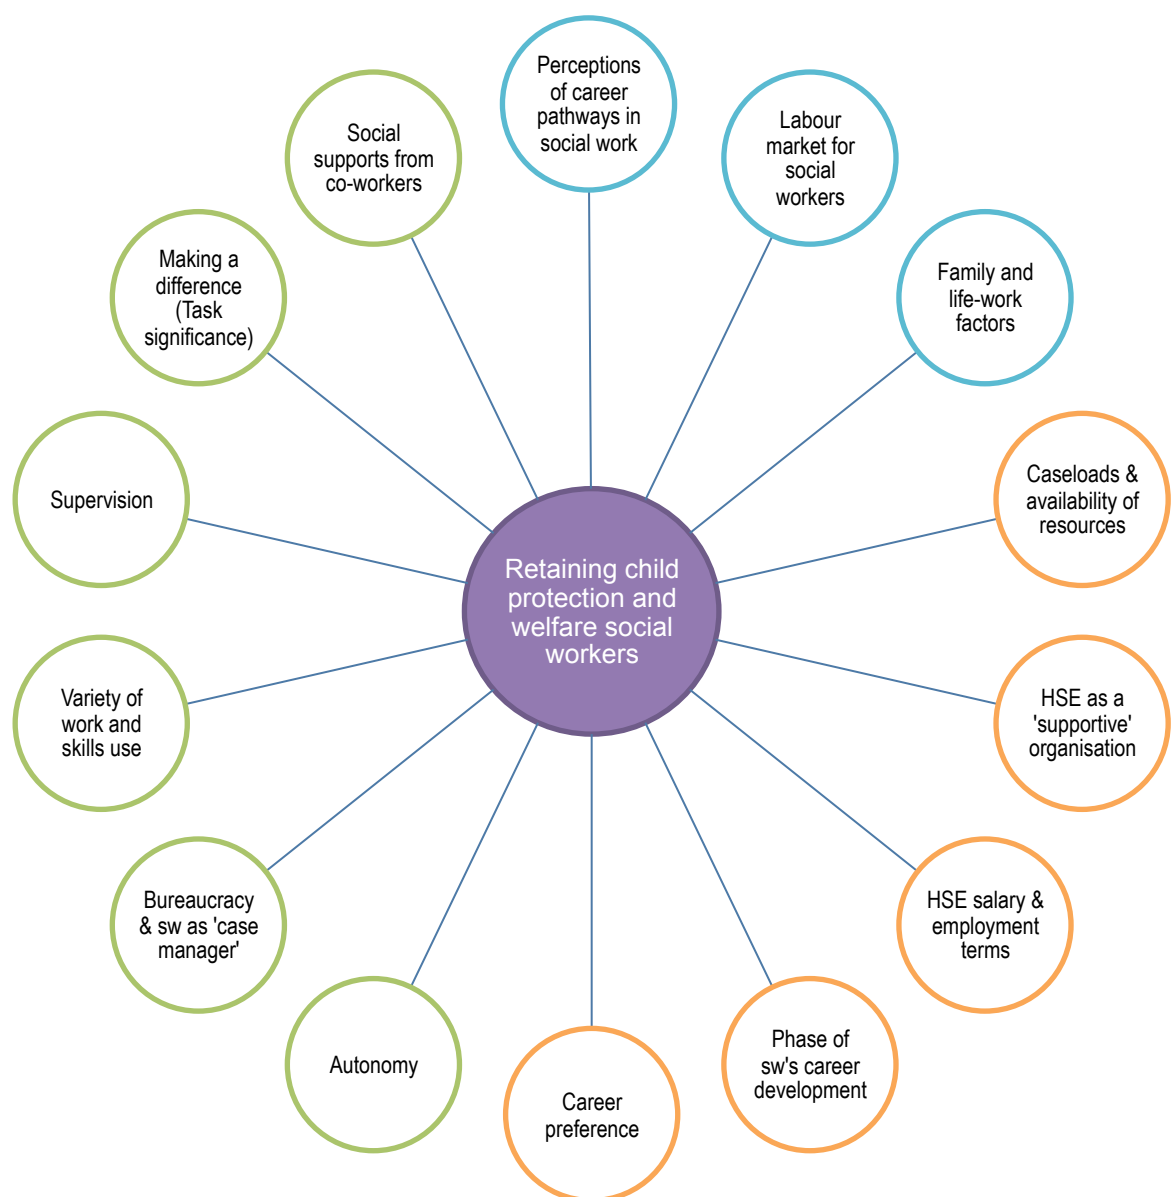 Perceptions
of career
pathways in
social work
Labour
market for
social
workers
Family and
life-work
factors
Caseloads &
availability of
resources
HSE as a
'supportive'
organisation
HSE salary &
employment
terms
Phase of
sw's career
development
Career
preference
Autonomy
Bureaucracy
& sw as 'case
manager'
Variety of
work and
skills use
Supervision
Making a
difference
(Task
significance)
Social
supports from
co-workers
Retaining child
protection and
welfare social
workers